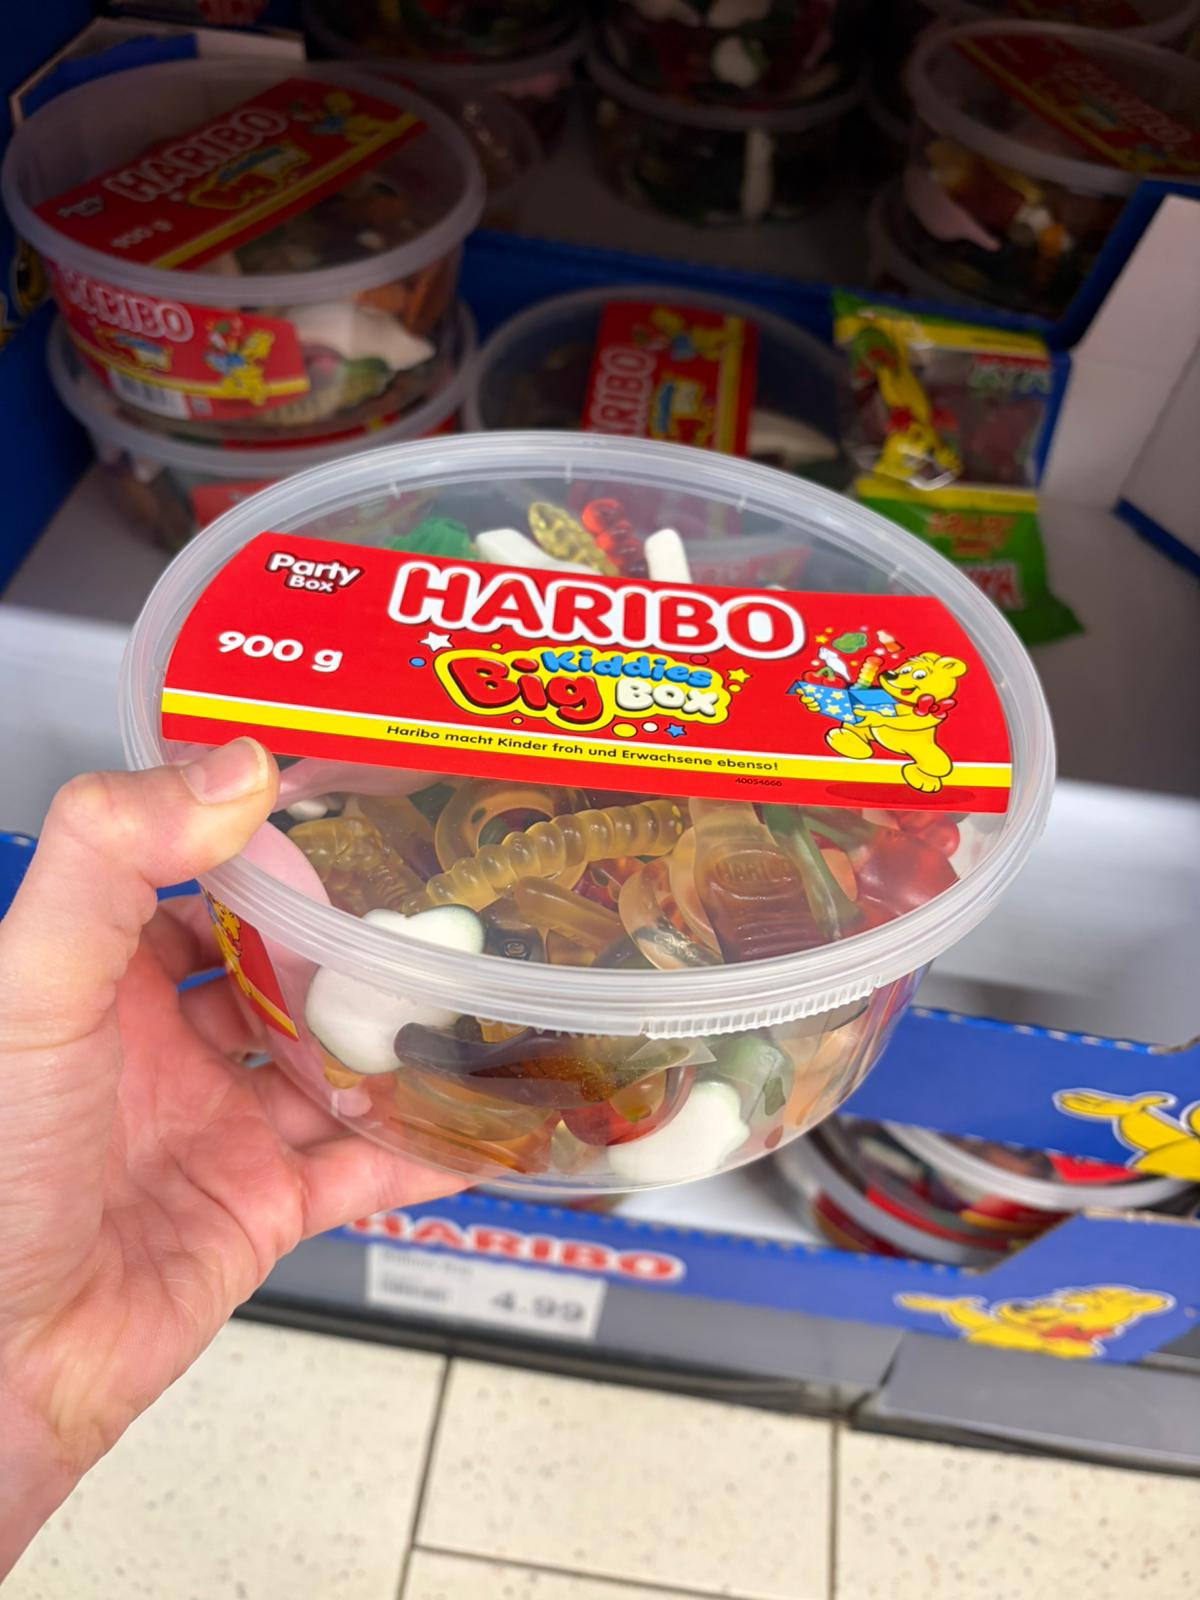 HARIBO
Party
900 g
HARIBO
HARIBO
Party
Box
HARIBO
900 g
Kiddies
Big Box
Haribo macht Kinder froh und Erwachsene ebenso!
40054666
HARIBO
4.99